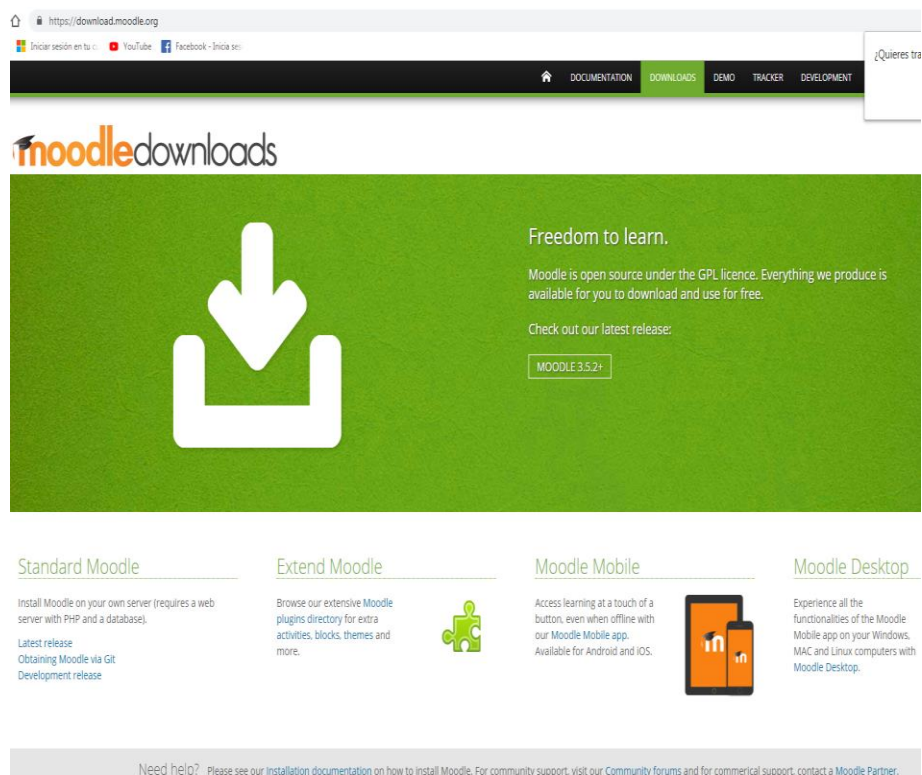 https://download.moodle.org
Iniciar sesión en tu c YouTube Facebook - Inicia ses
¿Quieres tra
DOCUMENTATION DOWNLOADS DEMO TRACKER DEVELOPMENT
moodledownloads
Freedom to learn.
Moodle is open source under the GPL licence. Everything we produce is
available for you to download and use for free.
Check out our latest release:
MOODLE 3.5.2+
Standard Moodle
Install Moodle on your own server (requires a web
server with PHP and a database).
Latest release
Obtaining Moodle via Git
Development release
Extend Moodle
Browse our extensive Moodle
plugins directory for extra
activities, blocks, themes and
more.
Moodle Mobile
Access learning at a touch of a
button, even when offline with
our Moodle Mobile app.
Available for Android and iOS.
m
m
Moodle Desktop
Experience all the
functionalities of the Moodle
Mobile app on your Windows,
MAC and Linux computers with
Moodle Desktop.
Need help? Please see our Installation documentation on how to install Moodle. For community support, visit our Community forums and for commerical support, contact a Moodle Partner.